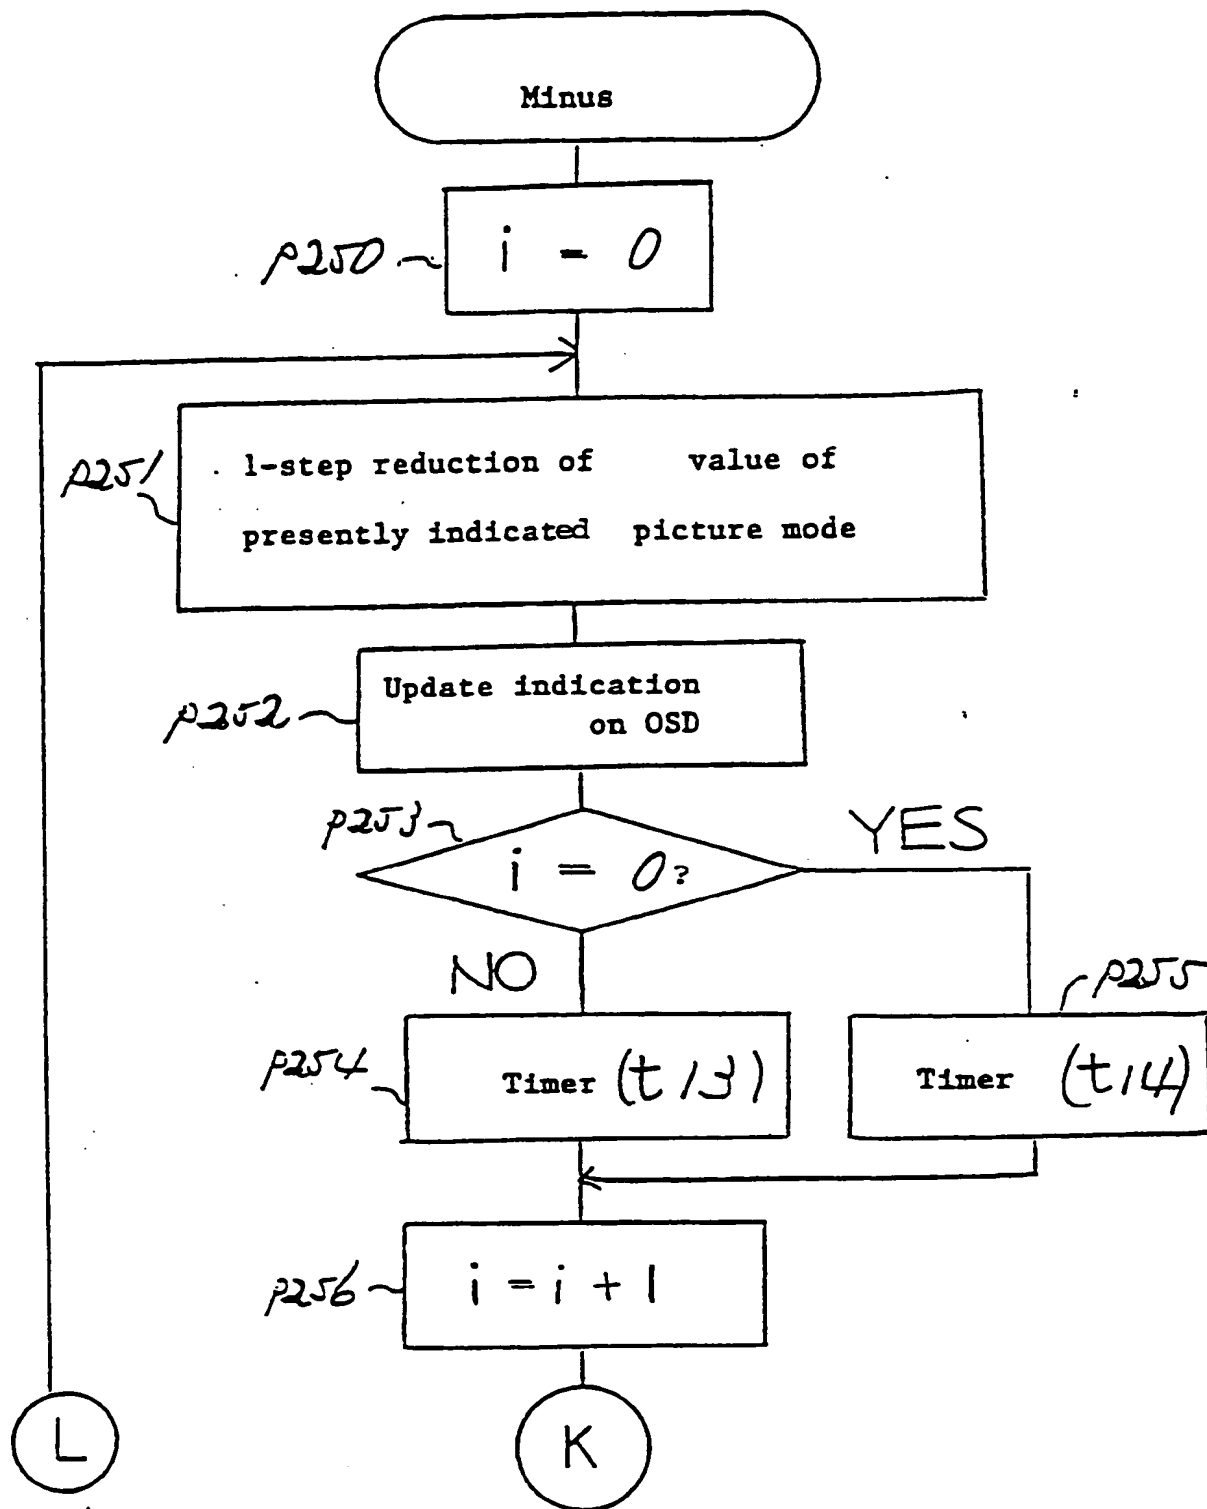 Minus
p250
i = 0
p251
1-step reduction of value of
presently indicated picture mode
p252
Update indication
on OSD
p253
i = 0?
YES
NO
p255
p254
Timer (t13)
Timer (t14)
p256
i = i + 1
L
K